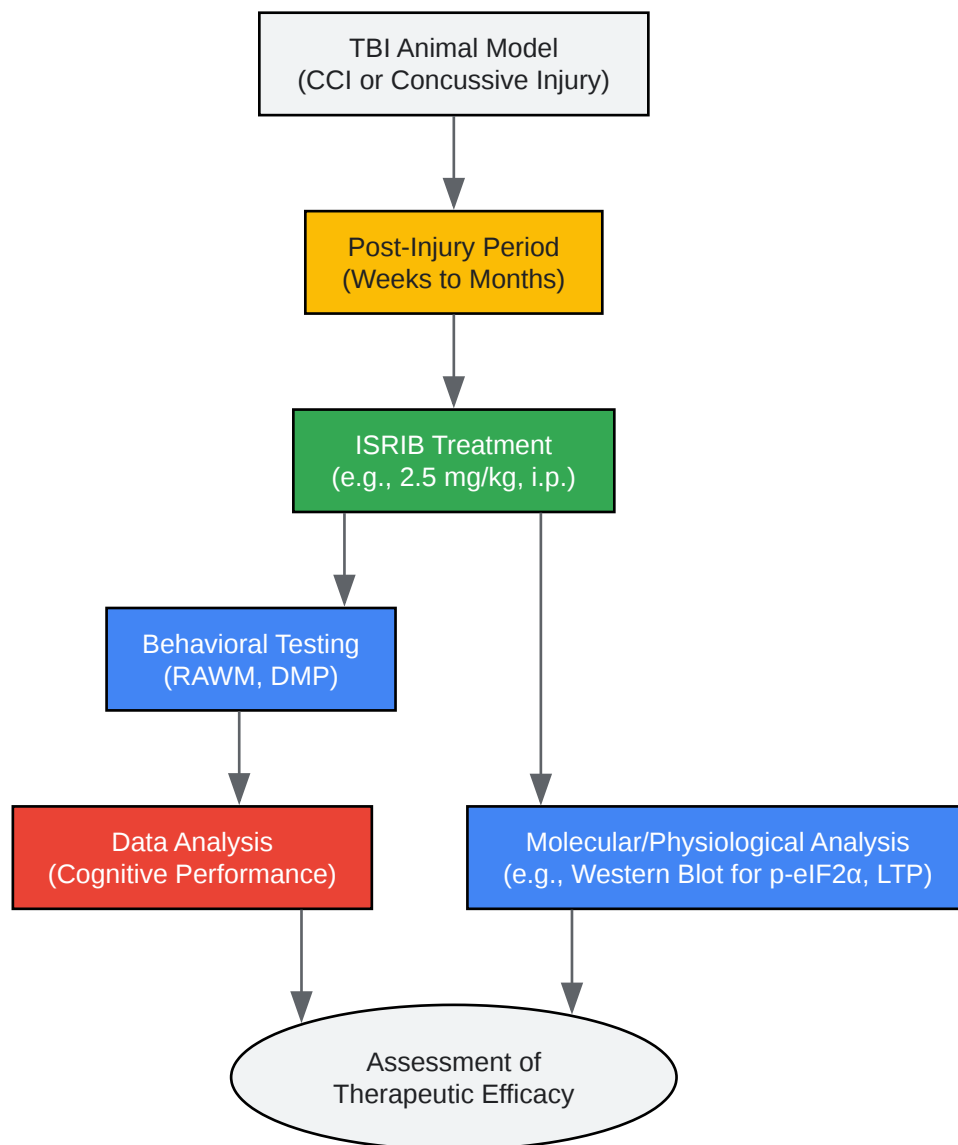 TBI Animal Model
(CCI or Concussive Injury)
Post-Injury Period
(Weeks to Months)
ISRIB Treatment
(e.g., 2.5 mg/kg, i.p.)
Behavioral Testing
(RAWM, DMP)
Data Analysis
(Cognitive Performance)
Molecular/Physiological Analysis
(e.g., Western Blot for p-eIF2α, LTP)
Assessment of
Therapeutic Efficacy